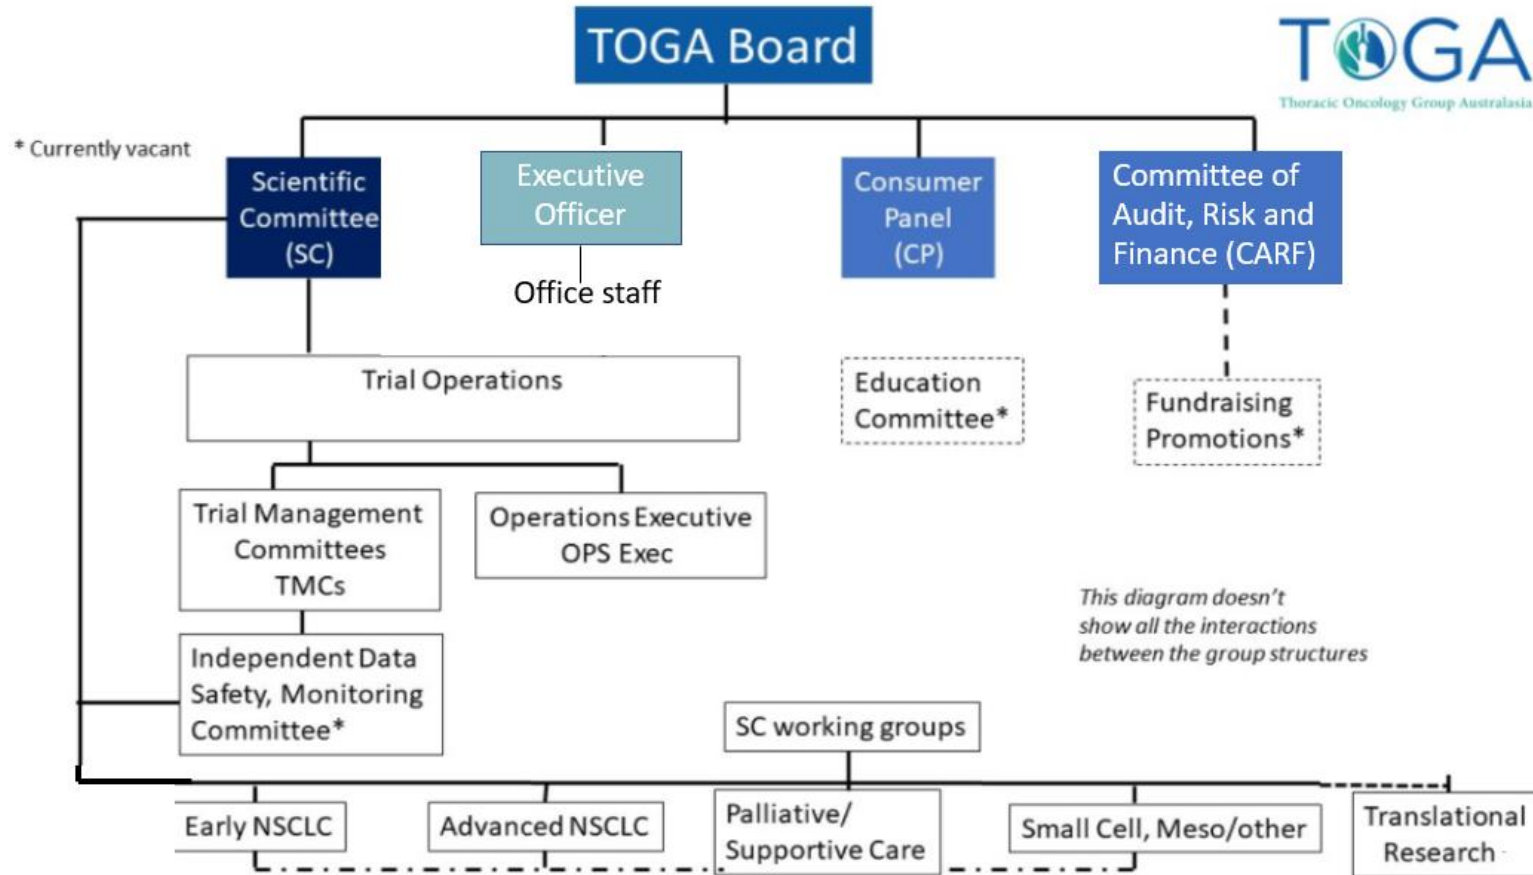 TOGA Board
TOGA
Thoracic Oncology Group Australasia
* Currently vacant
Scientific
Committee
(SC)
Executive
Officer
Consumer
Panel
(CP)
Committee of
Audit, Risk and
Finance (CARF)
Office staff
Trial Operations
Education
Committee*
Fundraising
Promotions*
Trial Management
Committees
TMCs
Operations Executive
OPS Exec
This diagram doesn't
show all the interactions
between the group structures
Independent Data
Safety, Monitoring
Committee*
SC working groups
Early NSCLC
Advanced NSCLC
Palliative/
Supportive Care
Small Cell, Meso/other
Translational
Research